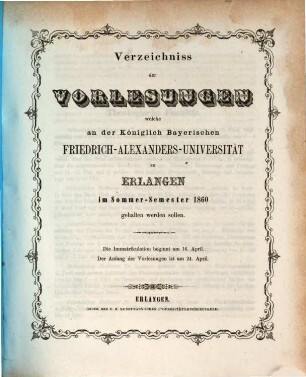 Verzeichniss
der
VORLESUNGEN
welche
an der Königlich Bayerischen
FRIEDRICH-ALEXANDERS-UNIVERSITÄT
zu
ERLANGEN
im Sommer-Semester 1860
gehalten werden sollen.
Die Immatrikulation beginnt am 16. April.
Der Anfang der Vorlesungen ist am 24. April.
ERLANGEN.